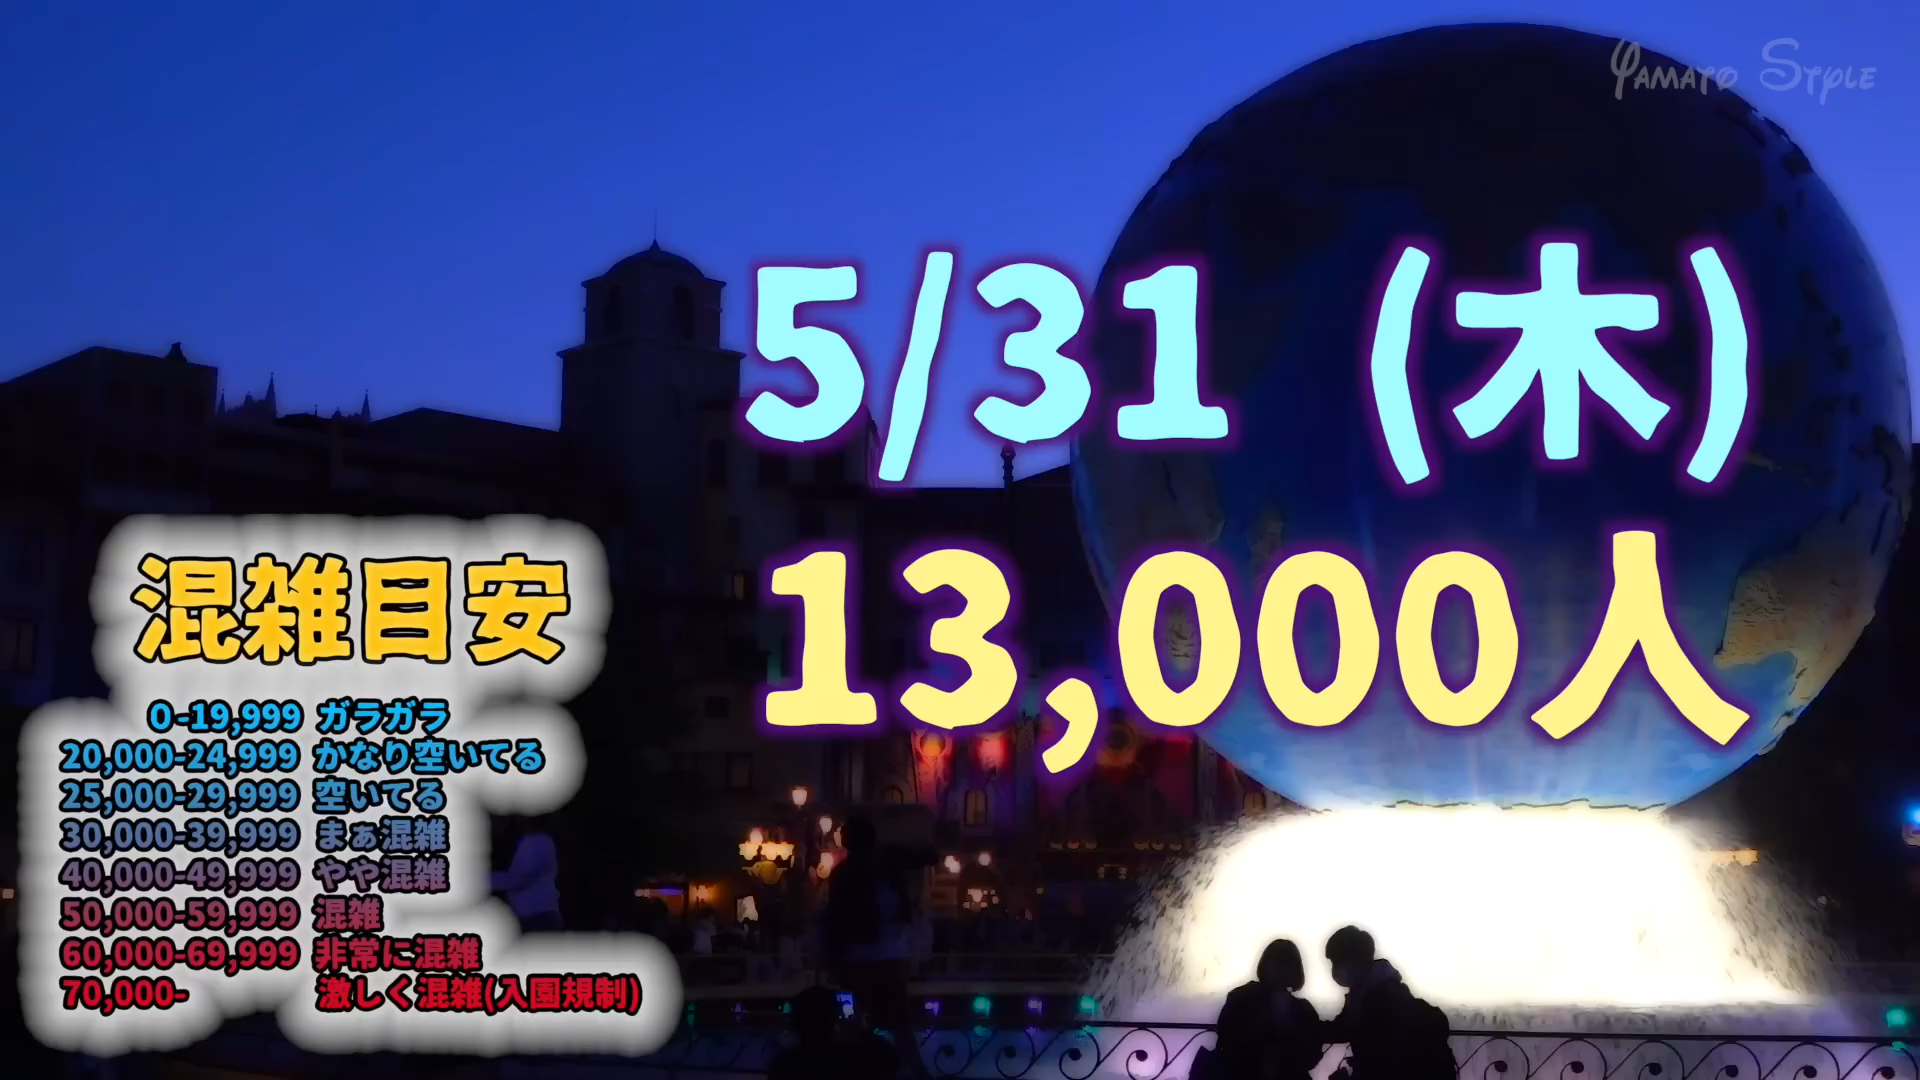 Yamato Style
5/31 (木)
13,000人
混雑目安
0-19,999 ガラガラ
20,000-24,999 かなり空いてる
25,000-29,999 空いてる
30,000-39,999 まぁ混雑
40,000-49,999 やや混雑
50,000-59,999 混雑
60,000-69,999 非常に混雑
70,000- 激しく混雑(入園規制)